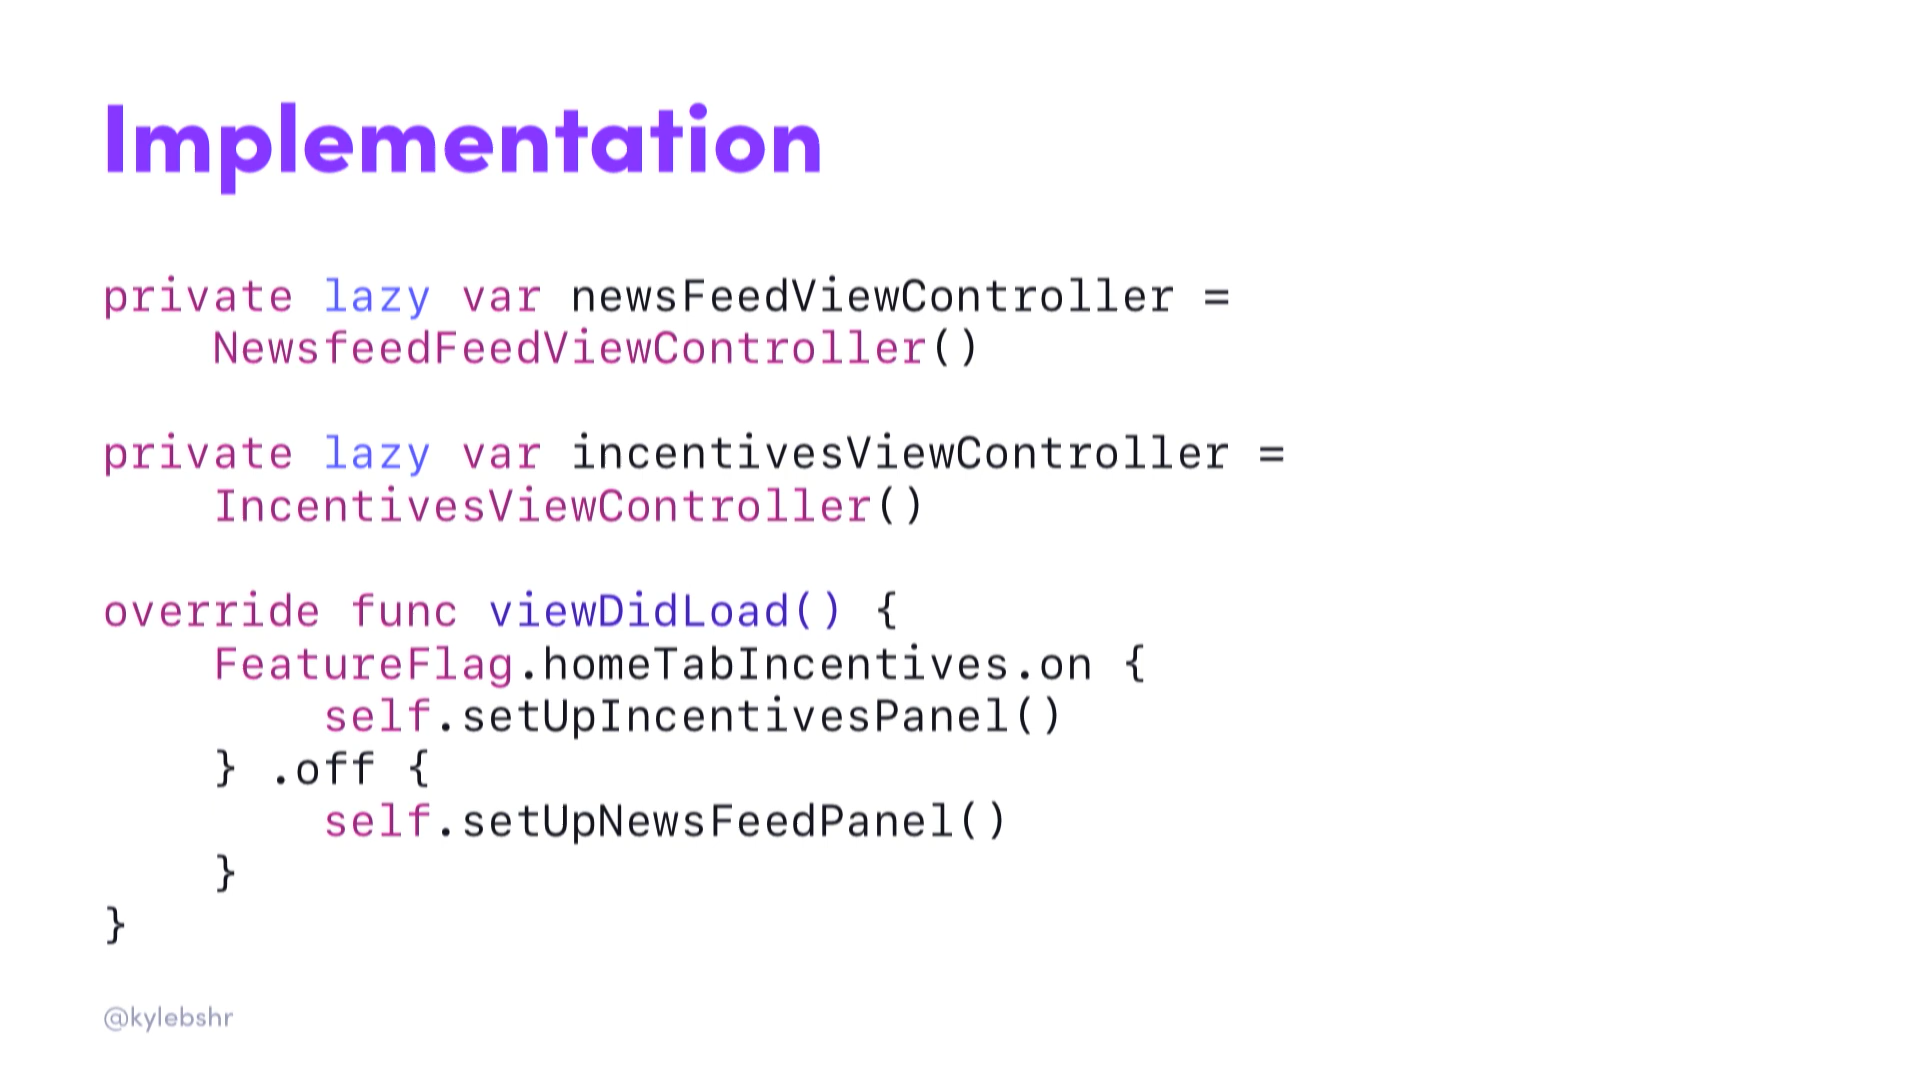 Implementation
private lazy var newsFeedViewController =
    NewsfeedFeedViewController()
private lazy var incentivesViewController =
    IncentivesViewController()
override func viewDidLoad() {
    FeatureFlag.homeTabIncentives.on {
        self.setUpIncentivesPanel()
    } .off {
        self.setUpNewsFeedPanel()
    }
}
@kylebshr